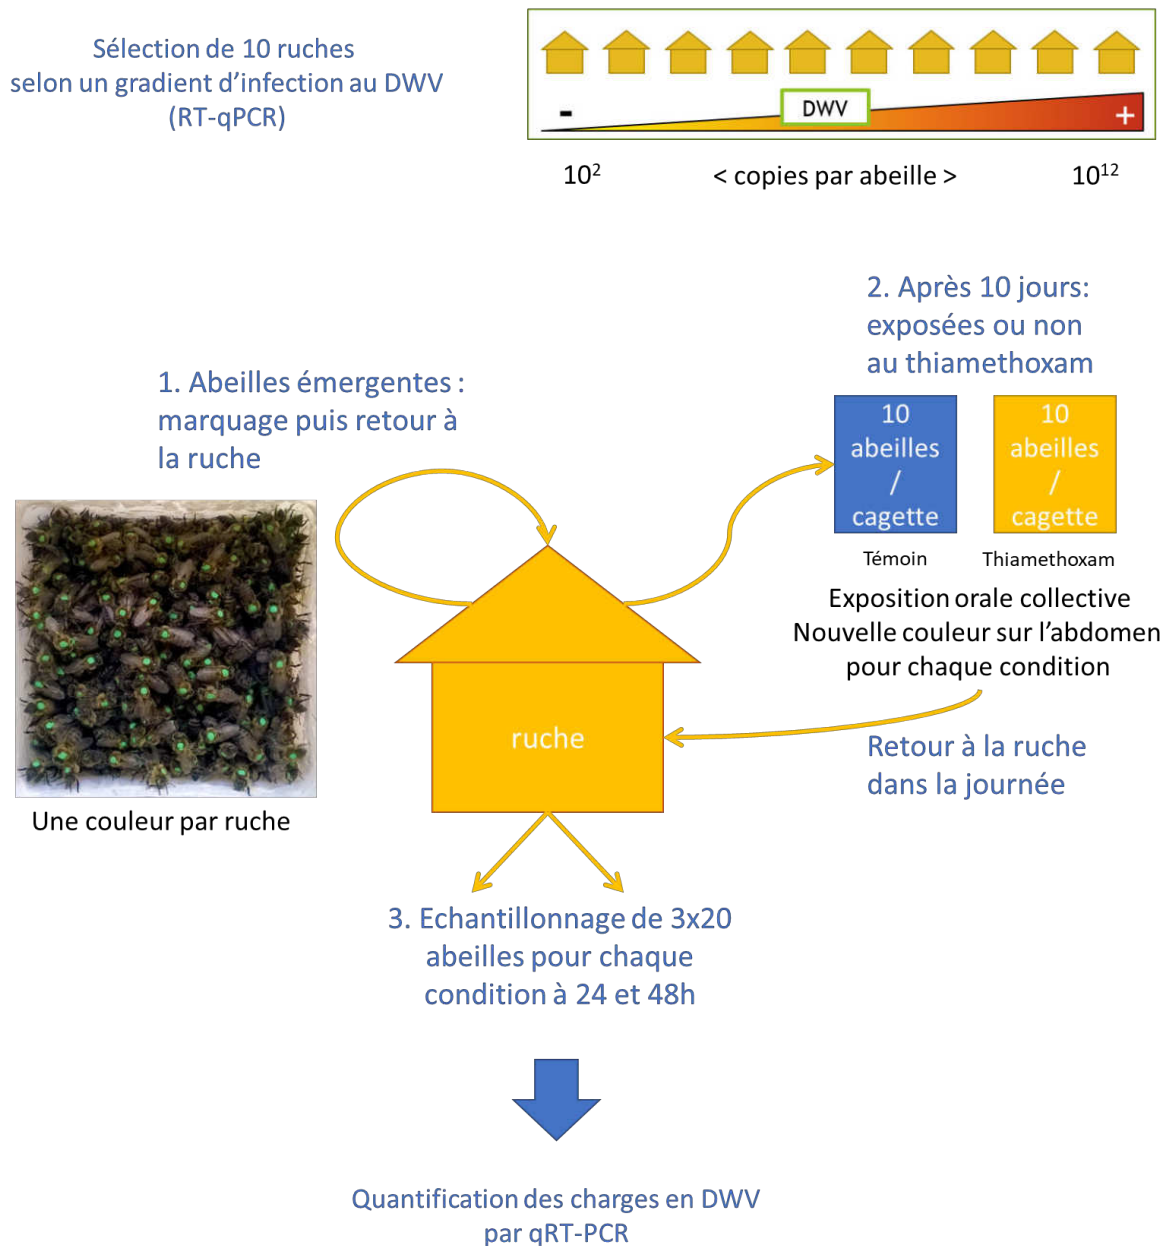 Sélection de 10 ruches
selon un gradient d’infection au DWV
(RT-qPCR)
-
DWV
+
10²
< copies par abeille >
10¹²
2. Après 10 jours:
exposées ou non
au thiamethoxam
1. Abeilles émergentes :
marquage puis retour à
la ruche
10
abeilles
/
cagette
10
abeilles
/
cagette
Témoin
Thiamethoxam
Exposition orale collective
Nouvelle couleur sur l’abdomen
pour chaque condition
ruche
Retour à la ruche
dans la journée
Une couleur par ruche
3. Echantillonnage de 3x20
abeilles pour chaque
condition à 24 et 48h
Quantification des charges en DWV
par qRT-PCR